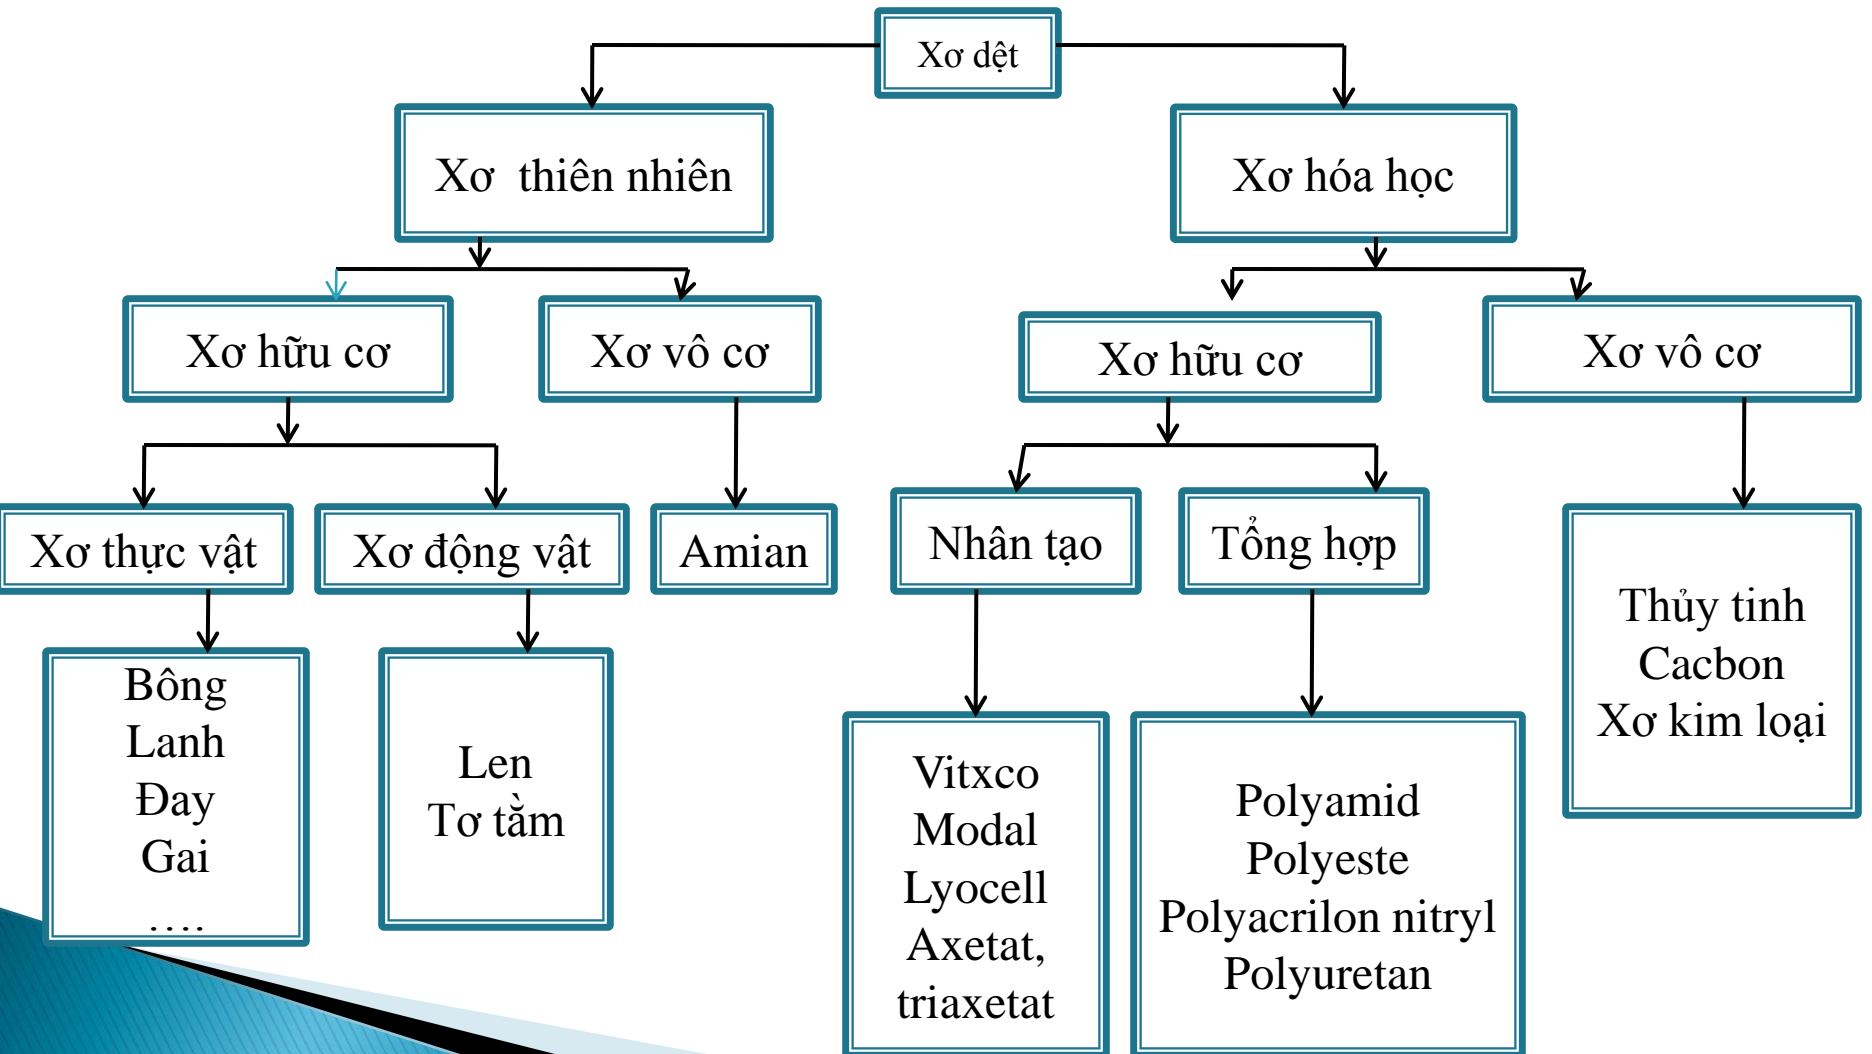 Xơ dệt
Xơ thiên nhiên
Xơ hóa học
Xơ hữu cơ
Xơ vô cơ
Xơ hữu cơ
Xơ vô cơ
Xơ thực vật
Xơ động vật
Amian
Nhân tạo
Tổng hợp
Thủy tinh
Cacbon
Xơ kim loại
Bông
Lanh
Đay
Gai
....
Len
Tơ tằm
Vitxco
Modal
Lyocell
Axetat,
triaxetat
Polyamid
Polyeste
Polyacrilon nitryl
Polyuretan